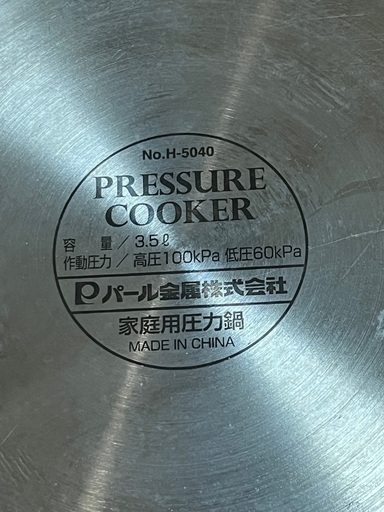 No.H-5040
PRESSURE
COOKER
容　量／3.5ℓ
作動圧力／高圧100kPa 低圧60kPa
パール金属株式会社
家庭用圧力鍋
MADE IN CHINA